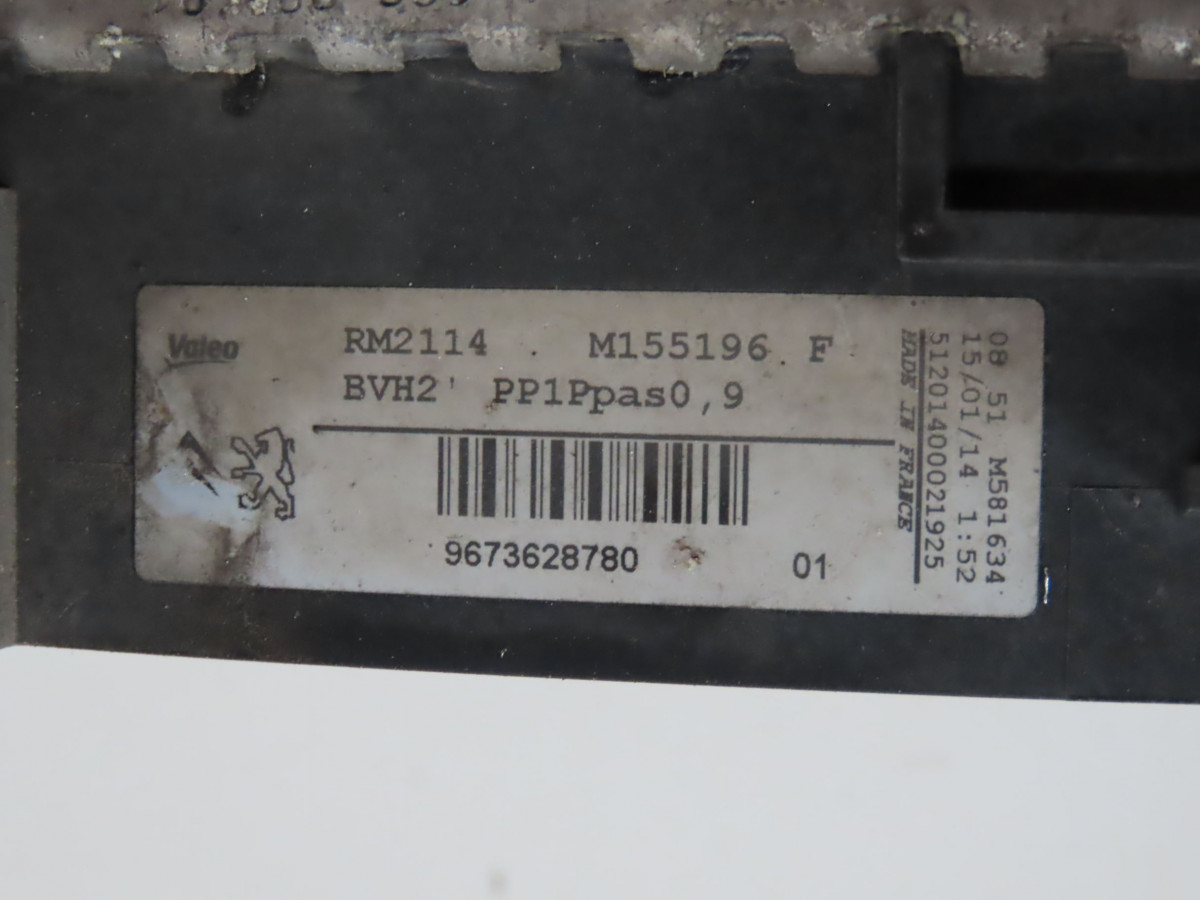 Valeo
RM2114 . M155196 E
BVH2' PP1Ppas0,9
9673628780
01
08 51 M581634
15/01/14 1:52
51201400021925
MADE IN FRANCE